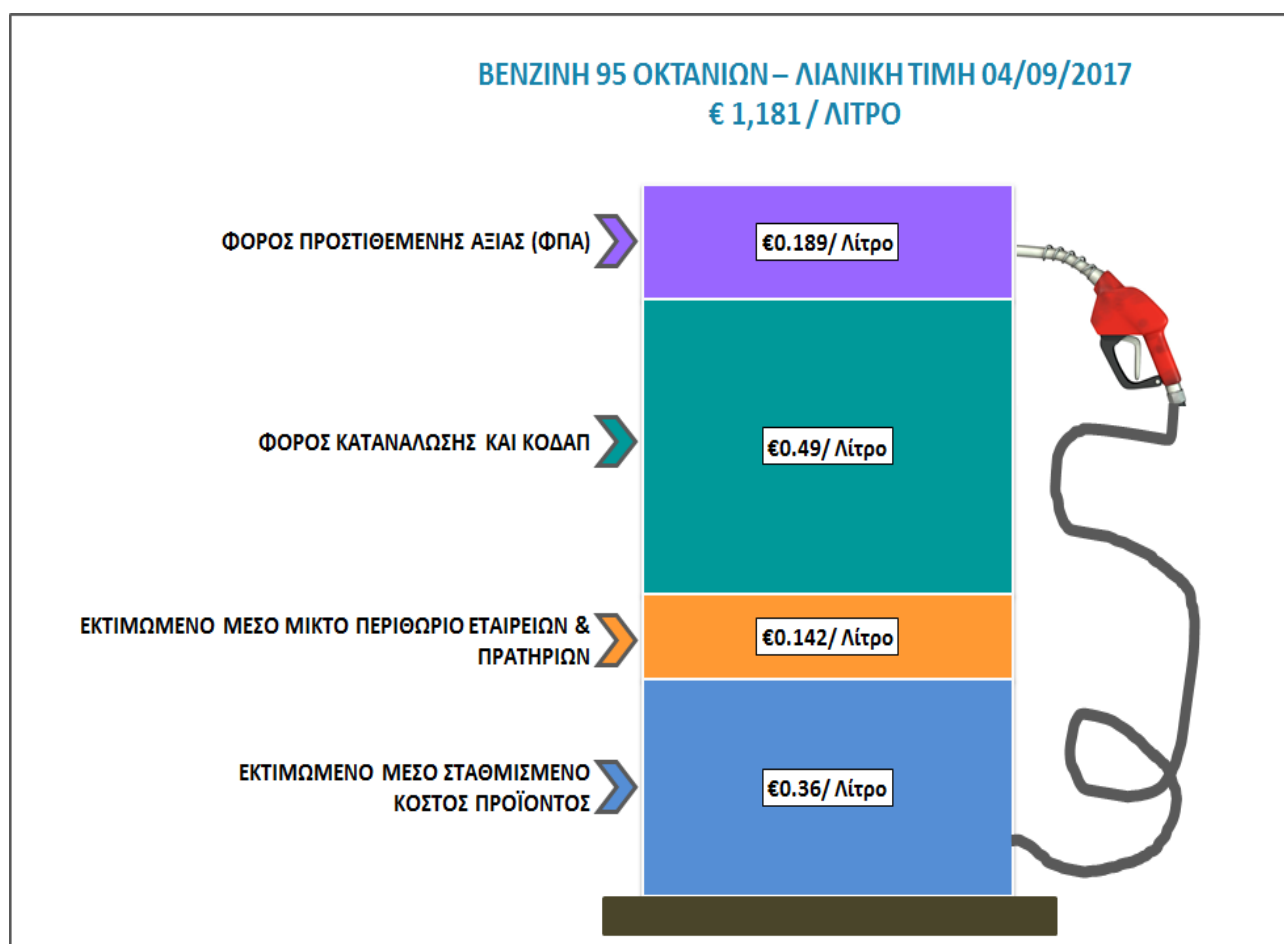 ΒΕΝΖΙΝΗ 95 ΟΚΤΑΝΙΩΝ – ΛΙΑΝΙΚΗ ΤΙΜΗ 04/09/2017
€ 1,181 / ΛΙΤΡΟ
ΦΟΡΟΣ ΠΡΟΣΤΙΘΕΜΕΝΗΣ ΑΞΙΑΣ (ΦΠΑ)
€0.189/ Λίτρο
ΦΟΡΟΣ ΚΑΤΑΝΑΛΩΣΗΣ ΚΑΙ ΚΟΔΑΠ
€0.49/ Λίτρο
ΕΚΤΙΜΩΜΕΝΟ ΜΕΣΟ ΜΙΚΤΟ ΠΕΡΙΘΩΡΙΟ ΕΤΑΙΡΕΙΩΝ &
ΠΡΑΤΗΡΙΩΝ
€0.142/ Λίτρο
ΕΚΤΙΜΩΜΕΝΟ ΜΕΣΟ ΣΤΑΘΜΙΣΜΕΝΟ
ΚΟΣΤΟΣ ΠΡΟΪΟΝΤΟΣ
€0.36/ Λίτρο